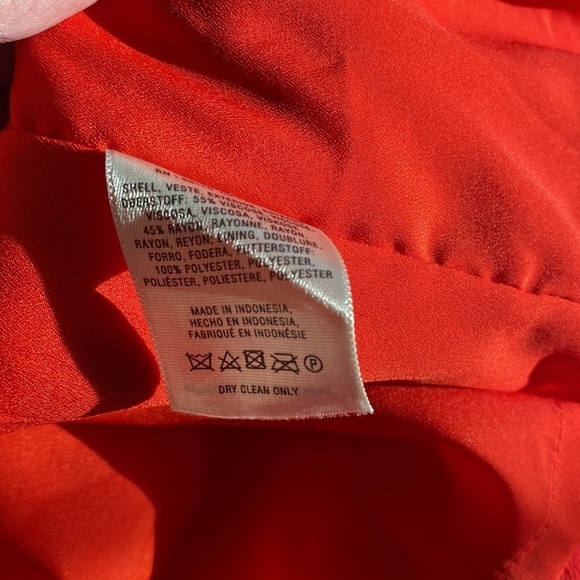 SHELL, VESTE,
OBERSTOFF: 55% VISCOSE,
VISCOSA, VISCOSA, VISKOSE,
45% RAYON, RAYONNE, RAYON,
RAYON, REYON; LINING, DOUBLURE,
FORRO, FODERA, FUTTERSTOFF:
100% POLYESTER, POLYESTER,
POLIÉSTER, POLIESTERE, POLYESTER
MADE IN INDONESIA,
HECHO EN INDONESIA,
FABRIQUÉ EN INDONÉSIE
P
DRY CLEAN ONLY